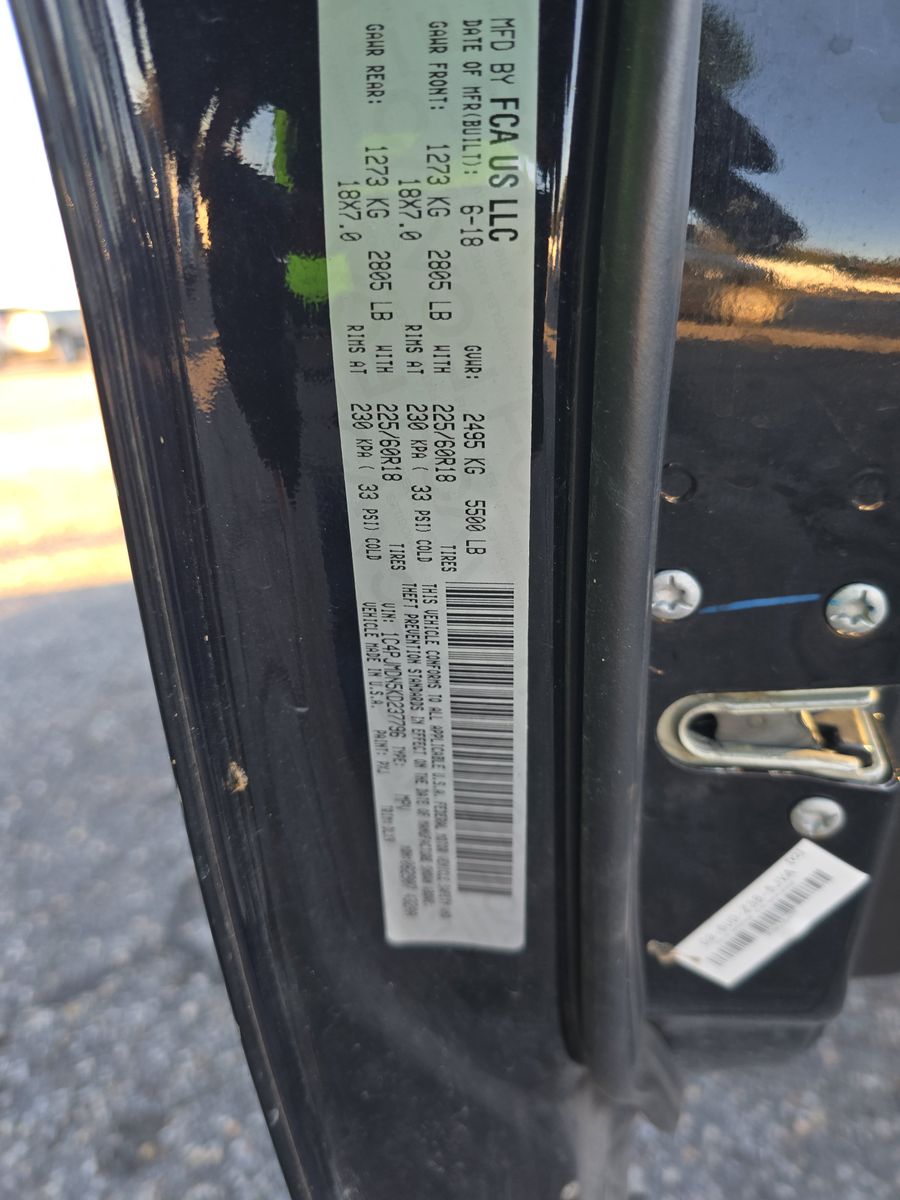 MFD BY FCA US LLC
DATE OF MFR(BUILT): 6-18 GVWR: 2495 KG 5500 LB
GAWR FRONT: 1273 KG 2805 LB WITH 225/60R18 TIRES
18X7.0 RIMS AT 230 KPA ( 33 PSI) COLD
GAWR REAR: 1273 KG 2805 LB WITH 225/60R18 TIRES
18X7.0 RIMS AT 230 KPA ( 33 PSI) COLD
THIS VEHICLE CONFORMS TO ALL APPLICABLE U.S.A. FEDERAL MOTOR VEHICLE SAFETY AND
THEFT PREVENTION STANDARDS IN EFFECT ON THE DATE OF MANUFACTURE SHOWN ABOVE.
VIN: 1C4PJMDN5KD237796 TYPE: MPV
VEHICLE MADE IN U.S.A. PAINT: PXJ